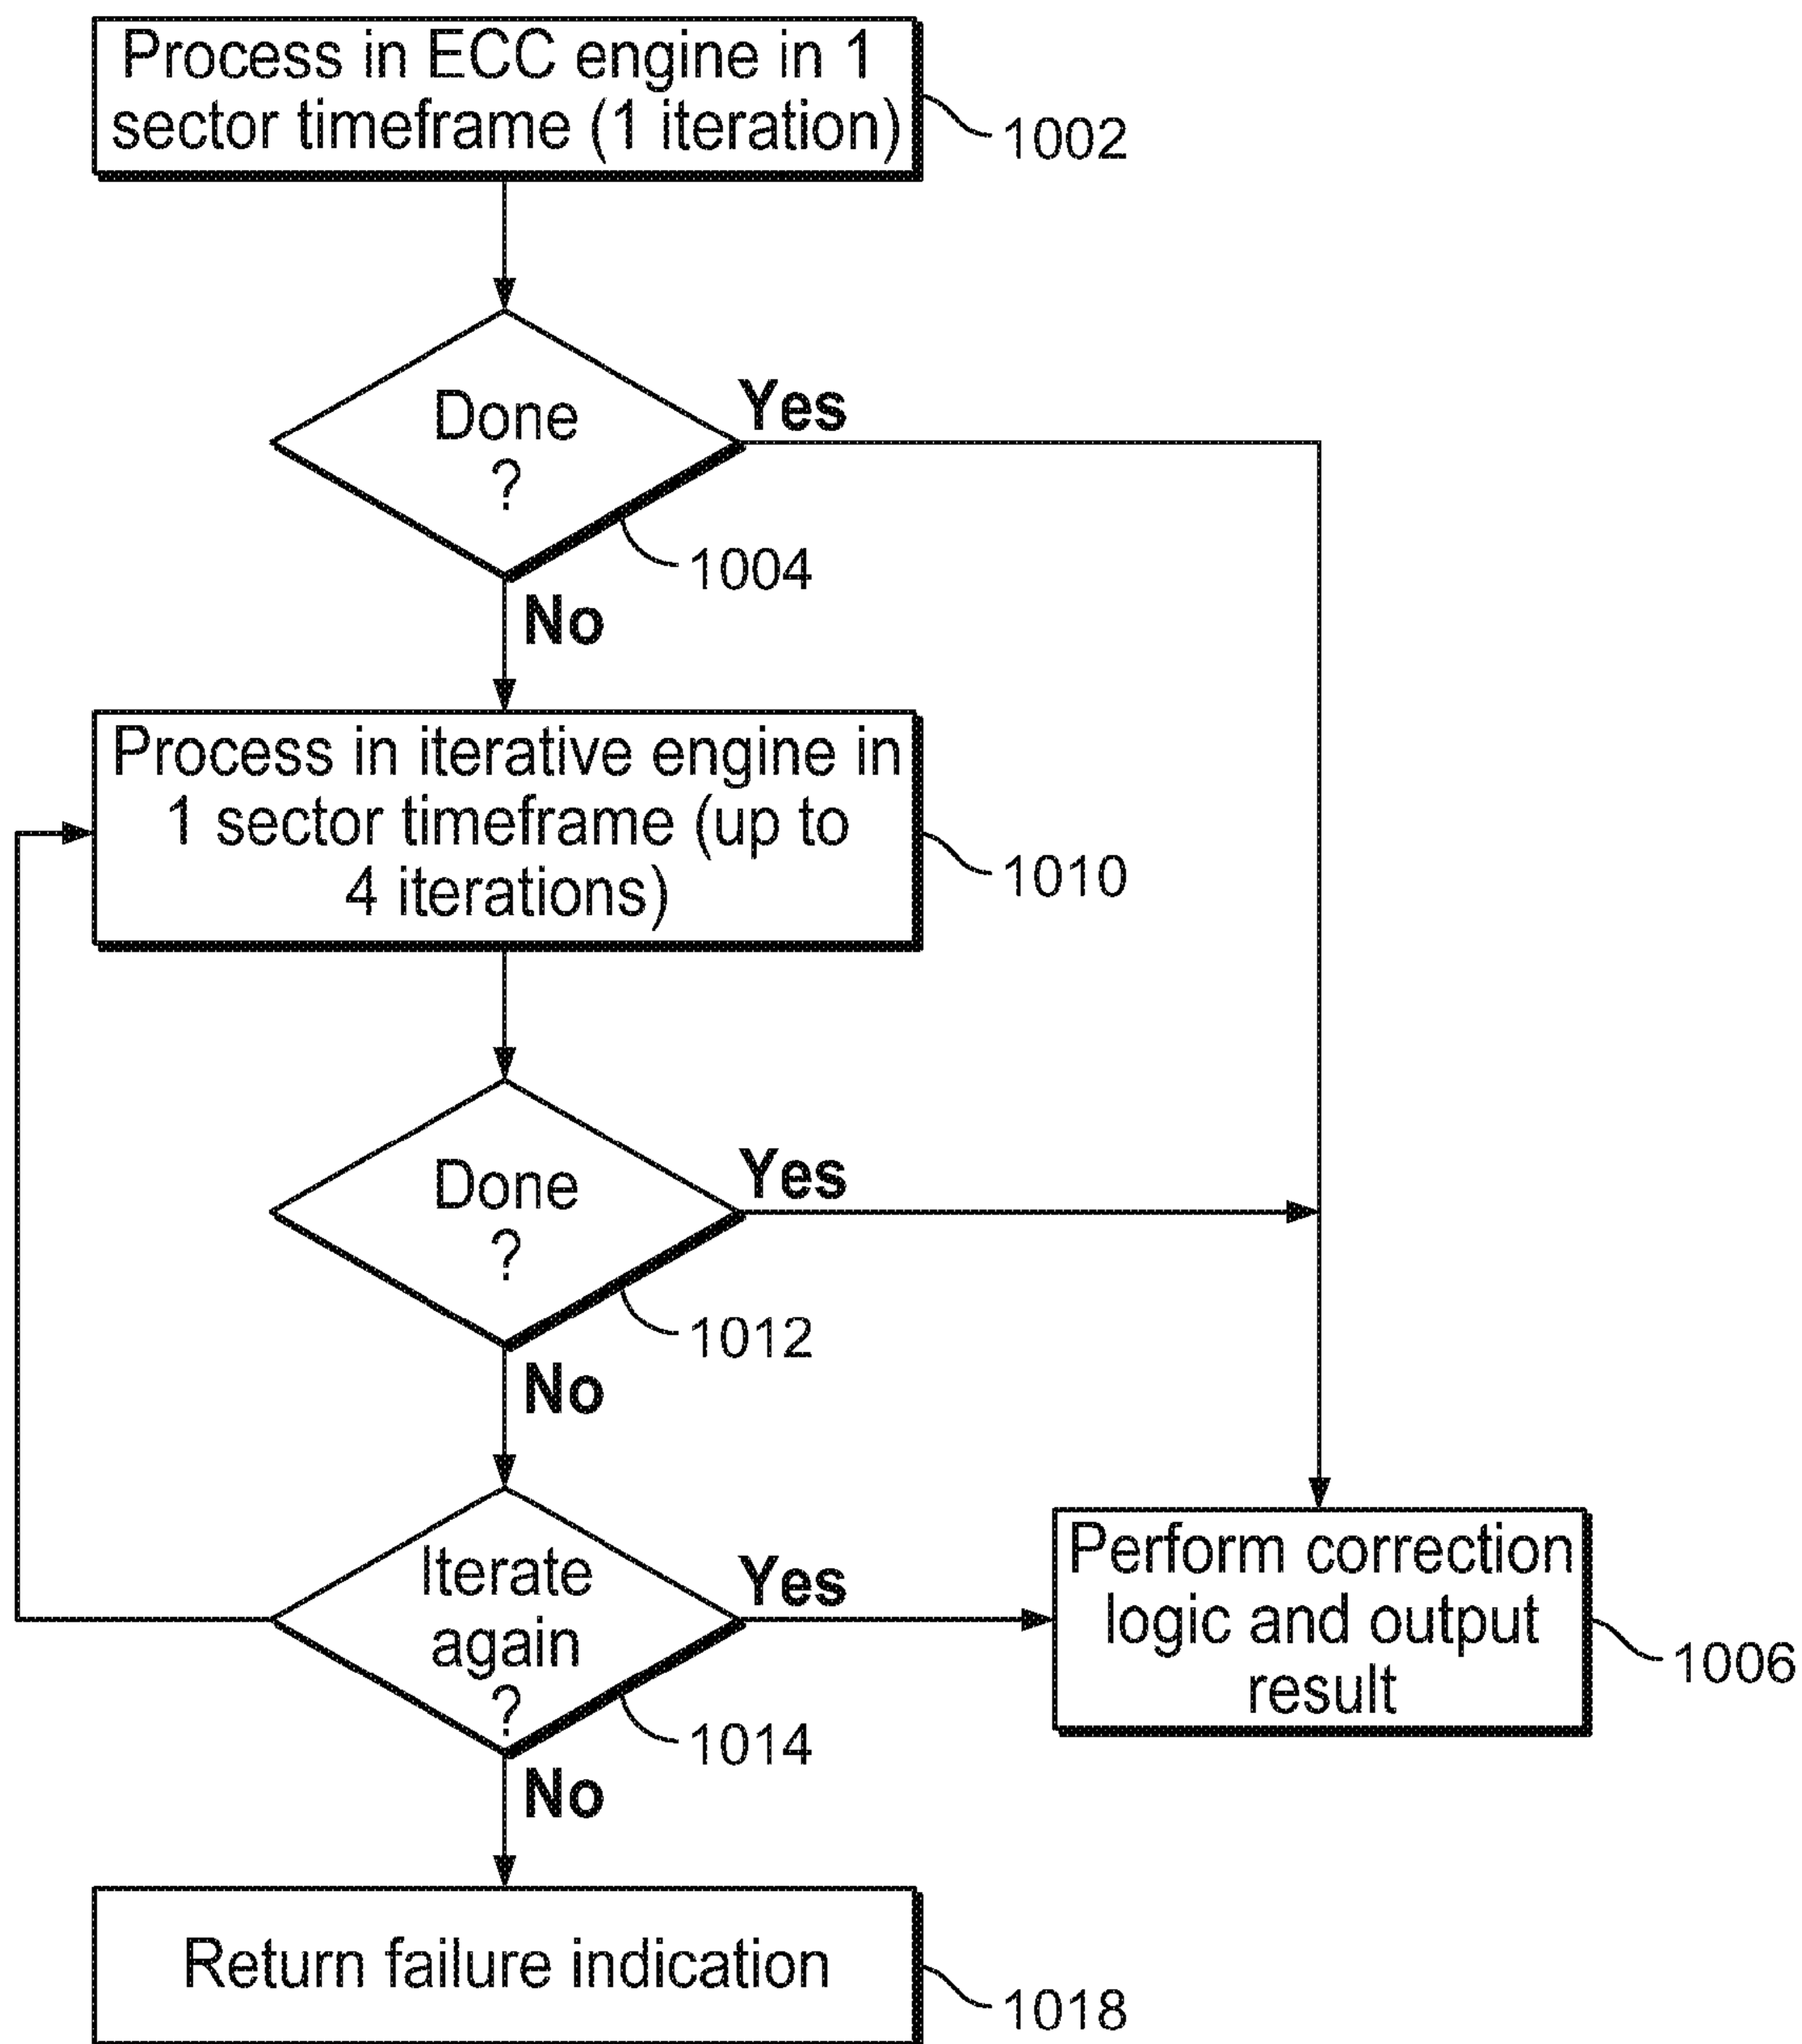 Process in ECC engine in 1
sector timeframe (1 iteration)
1002
Done
?
Yes
1004
No
Process in iterative engine in
1 sector timeframe (up to
4 iterations)
1010
Done
?
Yes
1012
No
Iterate
again
?
Yes
1014
No
Perform correction
logic and output
result
1006
Return failure indication
1018